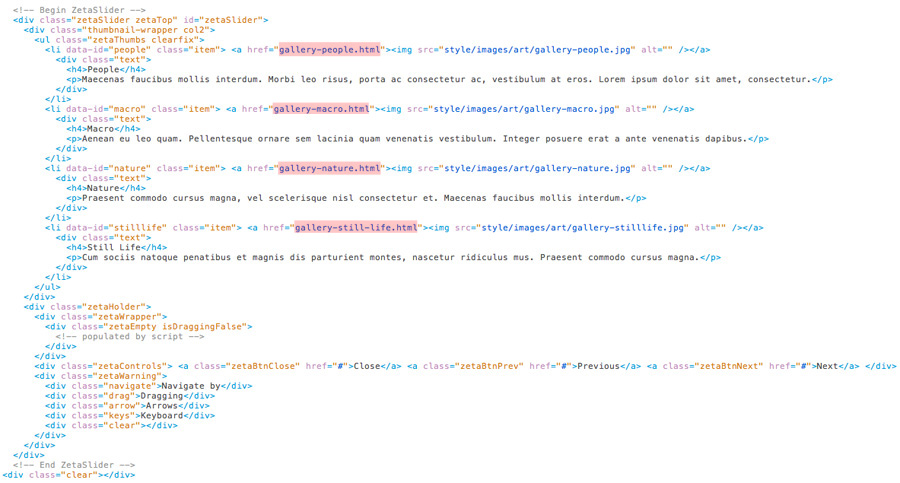 <!-- Begin ZetaSlider -->
<div class="zetaSlider zetaTop" id="zetaSlider">
<div class="thumbnail-wrapper col2">
<ul class="zetaThumbs clearfix">
<li data-id="people" class="item"> <a href="gallery-people.html"><img src="style/images/art/gallery-people.jpg" alt="" /></a>
<div class="text">
<h4>People</h4>
<p>Maecenas faucibus mollis interdum. Morbi leo risus, porta ac consectetur ac, vestibulum at eros. Lorem ipsum dolor sit amet, consectetur.</p>
</div>
</li>
<li data-id="macro" class="item"> <a href="gallery-macro.html"><img src="style/images/art/gallery-macro.jpg" alt="" /></a>
<div class="text">
<h4>Macro</h4>
<p>Aenean eu leo quam. Pellentesque ornare sem lacinia quam venenatis vestibulum. Integer posuere erat a ante venenatis dapibus.</p>
</div>
</li>
<li data-id="nature" class="item"> <a href="gallery-nature.html"><img src="style/images/art/gallery-nature.jpg" alt="" /></a>
<div class="text">
<h4>Nature</h4>
<p>Praesent commodo cursus magna, vel scelerisque nisl consectetur et. Maecenas faucibus mollis interdum.</p>
</div>
</li>
<li data-id="stilllife" class="item"> <a href="gallery-still-life.html"><img src="style/images/art/gallery-stilllife.jpg" alt="" /></a>
<div class="text">
<h4>Still Life</h4>
<p>Cum sociis natoque penatibus et magnis dis parturient montes, nascetur ridiculus mus. Praesent commodo cursus magna.</p>
</div>
</li>
</ul>
</div>
<div class="zetaHolder">
<div class="zetaWrapper">
<div class="zetaEmpty isDraggingFalse">
<!-- populated by script -->
</div>
</div>
<div class="zetaControls"> <a class="zetaBtnClose" href="#">Close</a> <a class="zetaBtnPrev" href="#">Previous</a> <a class="zetaBtnNext" href="#">Next</a> </div>
<div class="zetaWarning">
<div class="navigate">Navigate by</div>
<div class="drag">Dragging</div>
<div class="arrow">Arrows</div>
<div class="keys">Keyboard</div>
<div class="clear"></div>
</div>
</div>
</div>
<!-- End ZetaSlider -->
<div class="clear"></div>